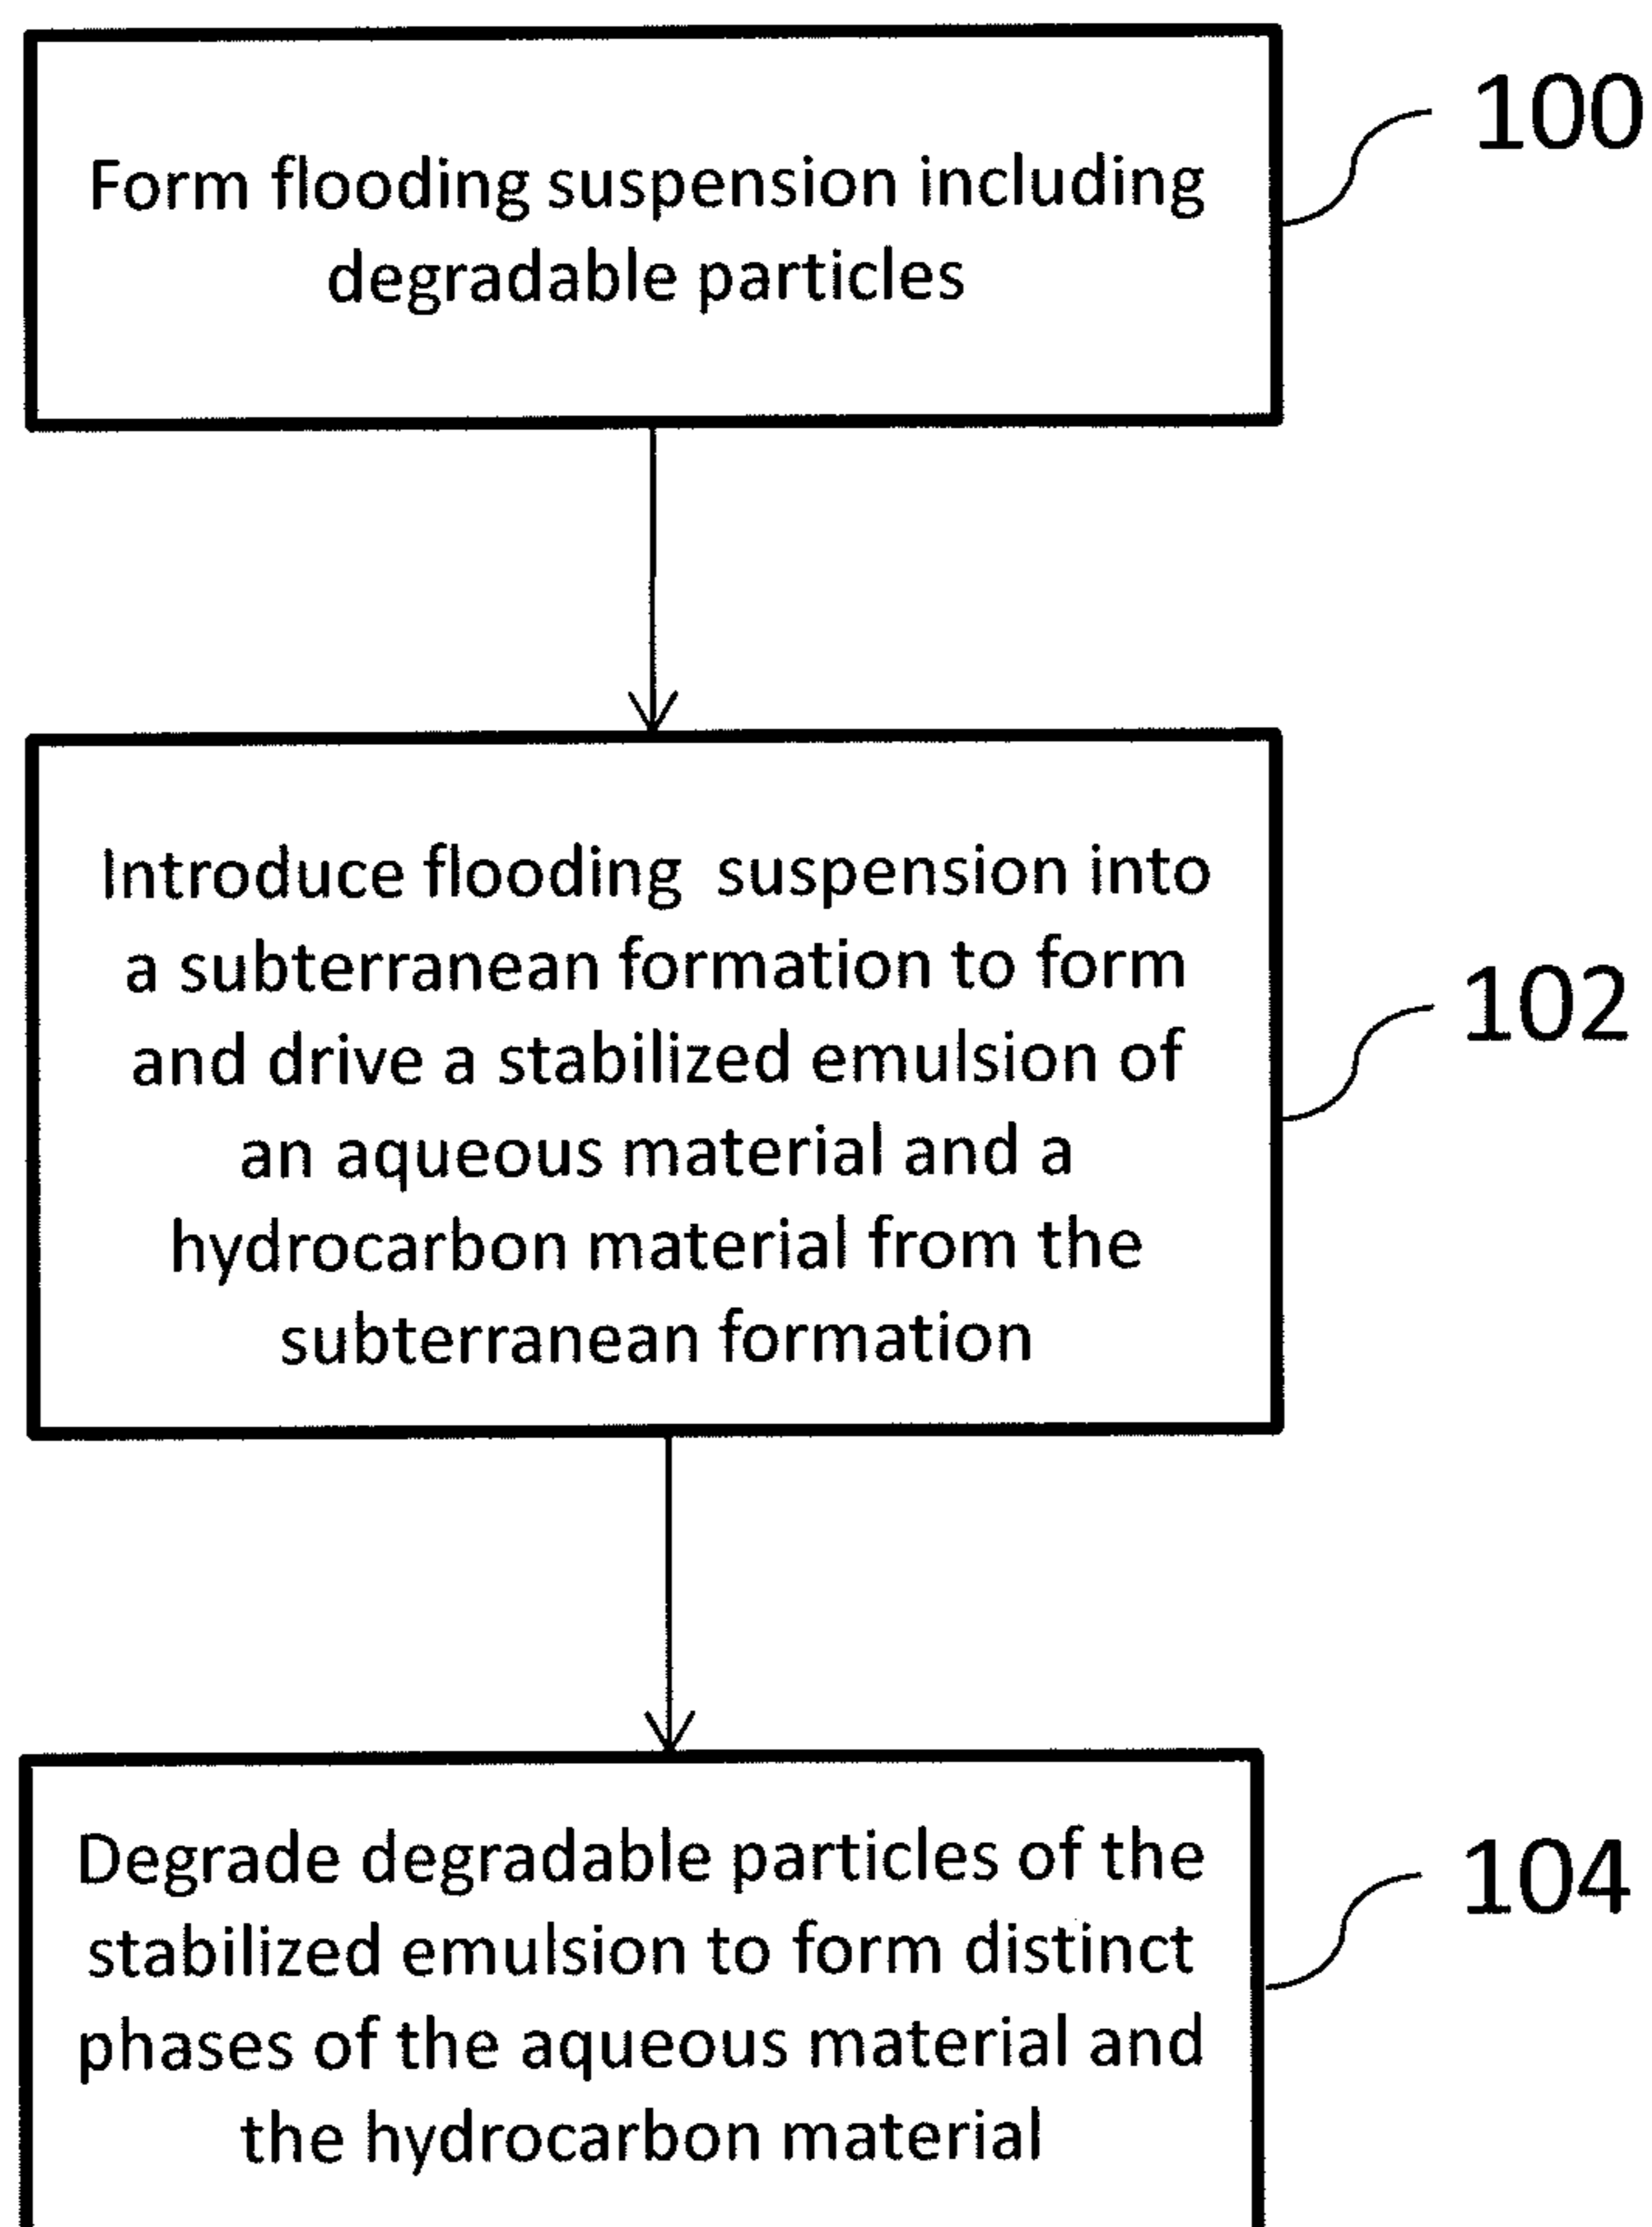 Form flooding suspension including
degradable particles
100
Introduce flooding suspension into
a subterranean formation to form
and drive a stabilized emulsion of
an aqueous material and a
hydrocarbon material from the
subterranean formation
102
Degrade degradable particles of the
stabilized emulsion to form distinct
phases of the aqueous material and
the hydrocarbon material
104